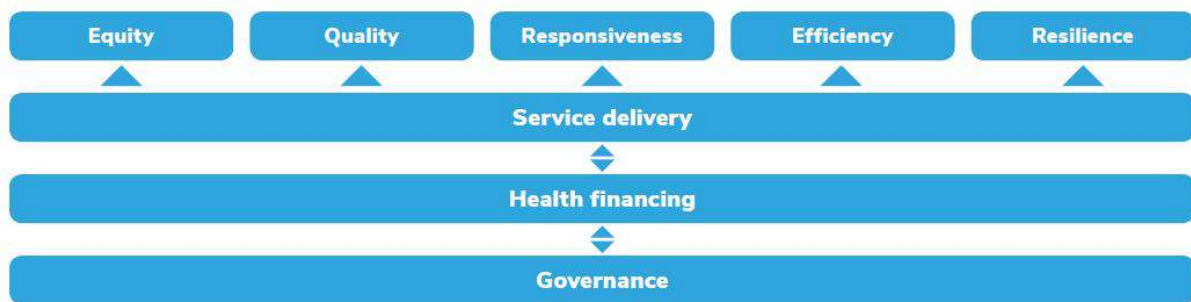 Equity
Quality
Responsiveness
Efficiency
Resilience
Service delivery
Health financing
Governance